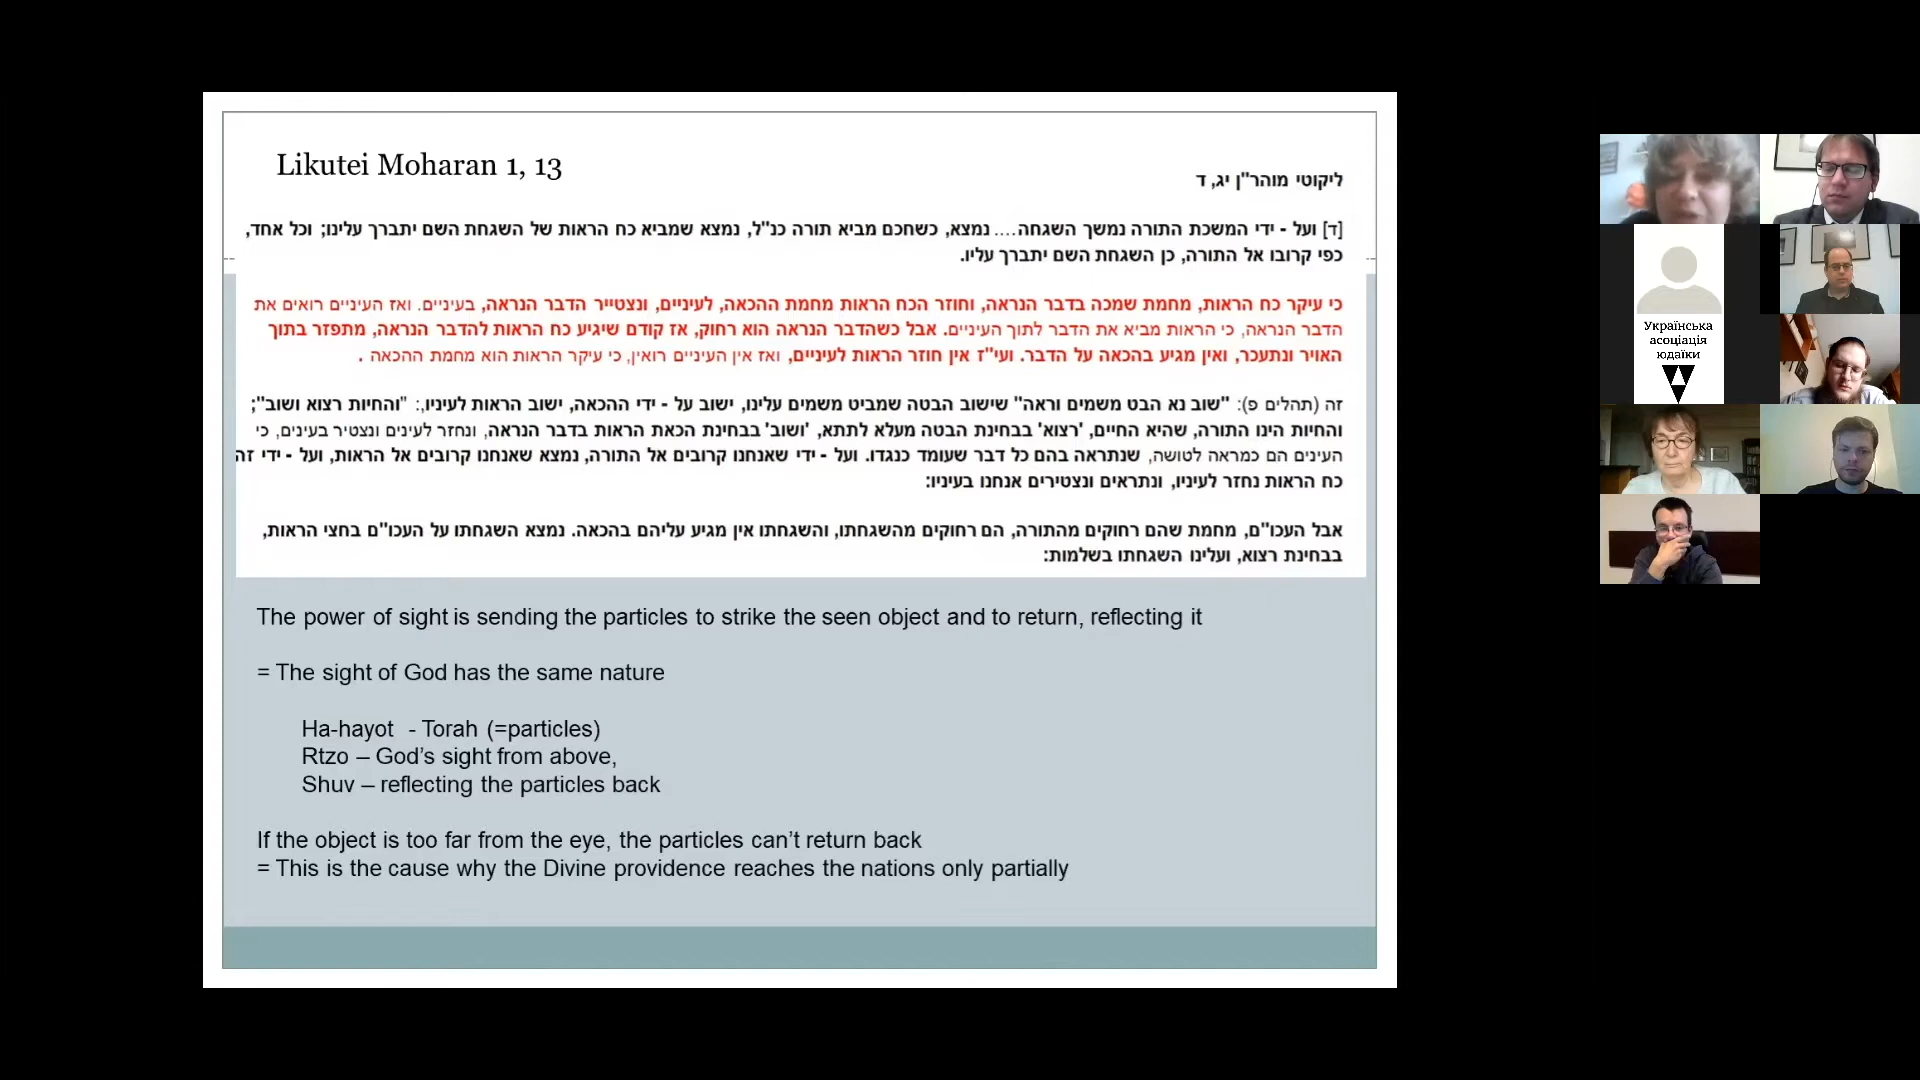 Likutei Moharan 1, 13
ליקוטי מוהר"ן יג, ד
[ד] ועל - ידי המשכת התורה נמשך השגחה.... נמצא, כשחכם מביא תורה כנ"ל, נמצא שמביא כח הראות של השגחת השם יתברך עלינו; וכל אחד,
כפי קרובו אל התורה, כן השגחת השם יתברך עליו.
כי עיקר כח הראות, מחמת שמכה בדבר הנראה, וחוזר הכח הראות מחמת ההכאה, לעיניים, ונצטייר הדבר הנראה, בעיניים. ואז העיניים רואים את
הדבר הנראה, כי הראות מביא את הדבר לתוך העיניים. אבל כשהדבר הנראה הוא רחוק, אז קודם שיגיע כח הראות להדבר הנראה, מתפזר בתוך
האויר ונתעכר, ואין מגיע בהכאה על הדבר. ועי"ז אין חוזר הראות לעיניים, ואז אין העיניים רואין, כי עיקר הראות הוא מחמת ההכאה .
זה (תהלים פ): "שוב נא הבט משמים וראה" שישוב הבטה שמביט משמים עלינו, ישוב על - ידי ההכאה, ישוב הראות לעיניו,: "והחיות רצוא ושוב";
והחיות הינו התורה, שהיא החיים, 'רצוא' בבחינת הבטה מעלא לתתא, 'ושוב' בבחינת הכאת הראות בדבר הנראה, ונחזר לעינים ונצטיר בעינים, כי
העינים הם כמראה לטושה, שנתראה בהם כל דבר שעומד כנגדו. ועל - ידי שאנחנו קרובים אל התורה, נמצא שאנחנו קרובים אל הראות, ועל - ידי זה
כח הראות נחזר לעיניו, ונתראים ונצטירים אנחנו בעיניו:
אבל העכו"ם, מחמת שהם רחוקים מהתורה, הם רחוקים מהשגחתו, והשגחתו אין מגיע עליהם בהכאה. נמצא השגחתו על העכו"ם בחצי הראות,
בבחינת רצוא, ועלינו השגחתו בשלמות:
The power of sight is sending the particles to strike the seen object and to return, reflecting it
= The sight of God has the same nature
Ha-hayot - Torah (=particles)
Rtzo – God’s sight from above,
Shuv – reflecting the particles back
If the object is too far from the eye, the particles can’t return back
= This is the cause why the Divine providence reaches the nations only partially
Українська
асоціація
юдаїки